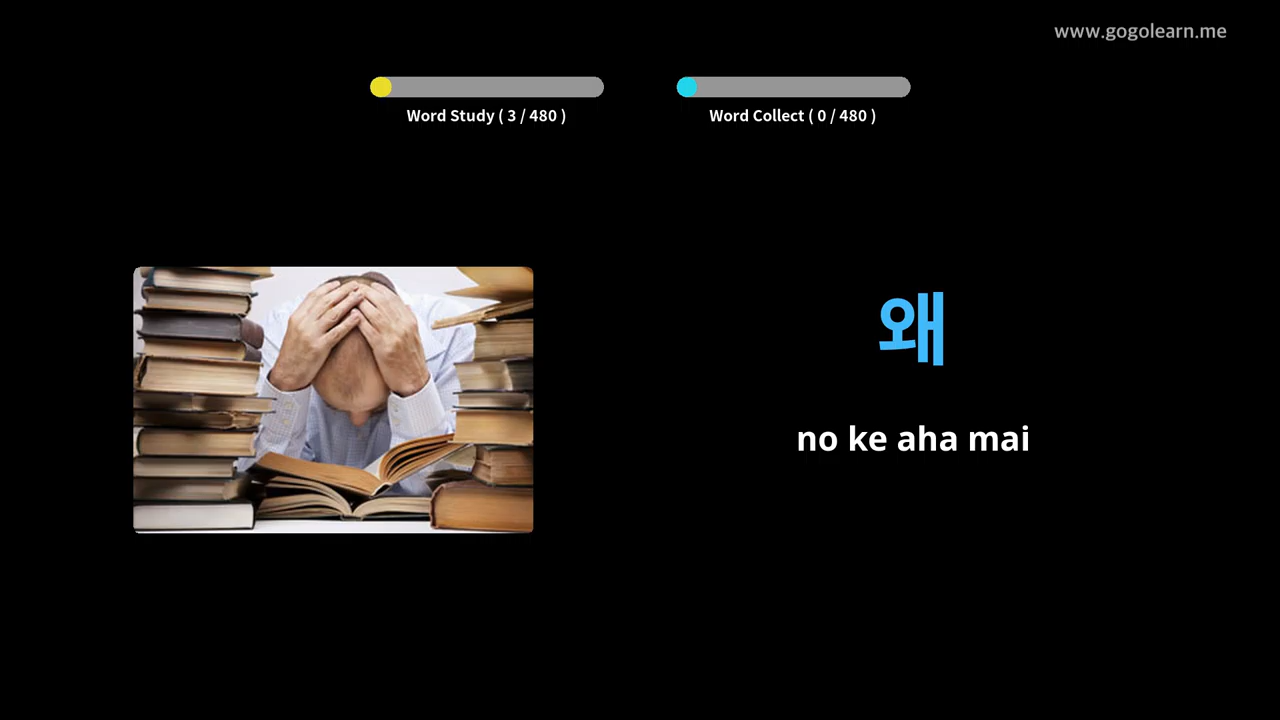 www.gogolearn.me
Word Study ( 3 / 480 )
Word Collect ( 0 / 480 )
왜
no ke aha mai